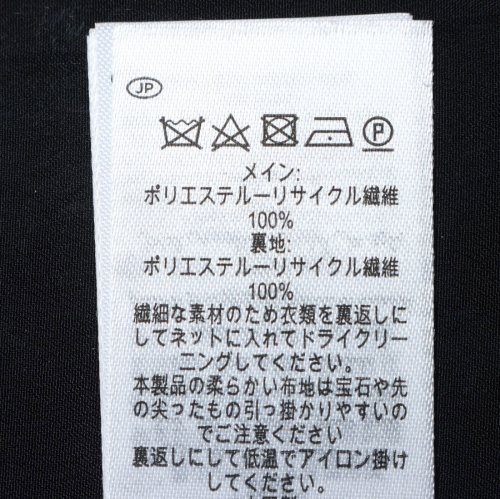 JP
P
メイン:
ポリエステルーリサイクル繊維
100%
裏地:
ポリエステルーリサイクル繊維
100%
繊細な素材のため衣類を裏返しに
してネットに入れてドライクリー
ニングしてください。
本製品の柔らかい布地は宝石や先
の尖ったもの引っ掛かりやすいの
でご注意ください
裏返しにして低温でアイロン掛け
してください。